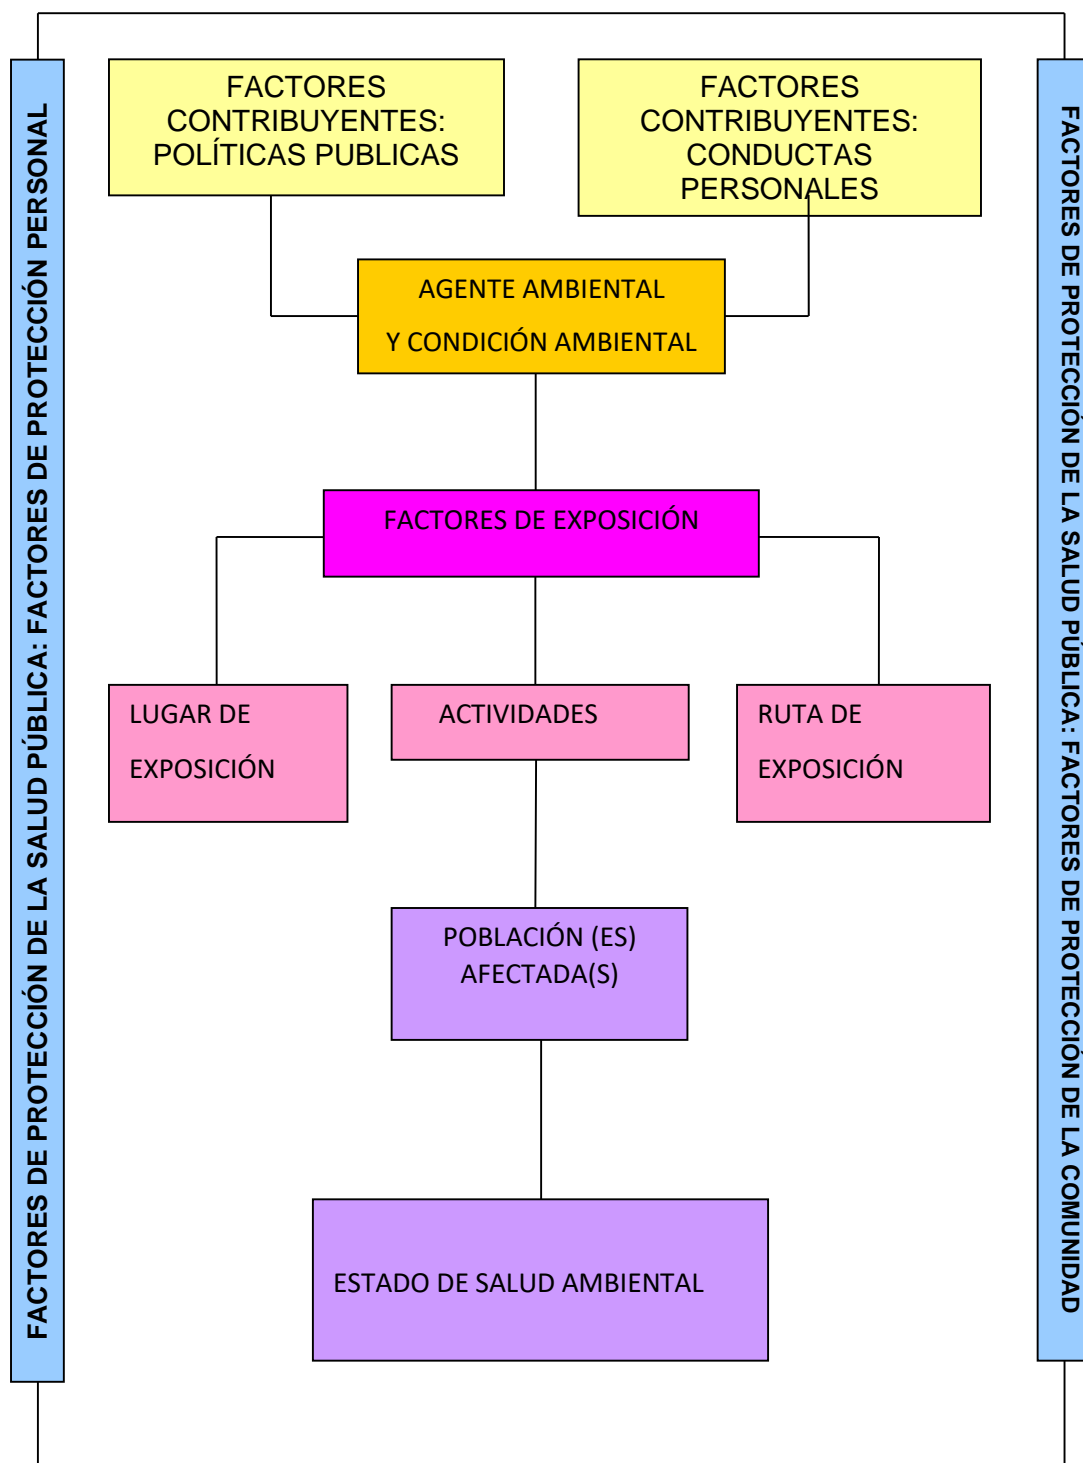 FACTORES DE PROTECCIÓN DE LA SALUD PÚBLICA: FACTORES DE PROTECCIÓN PERSONAL
FACTORES
CONTRIBUYENTES:
POLÍTICAS PUBLICAS
FACTORES
CONTRIBUYENTES:
CONDUCTAS
PERSONALES
AGENTE AMBIENTAL
Y CONDICIÓN AMBIENTAL
FACTORES DE EXPOSICIÓN
LUGAR DE
EXPOSICIÓN
ACTIVIDADES
RUTA DE
EXPOSICIÓN
POBLACIÓN (ES)
AFECTADA(S)
ESTADO DE SALUD AMBIENTAL
FACTORES DE PROTECCIÓN DE LA SALUD PÚBLICA: FACTORES DE PROTECCIÓN DE LA COMUNIDAD